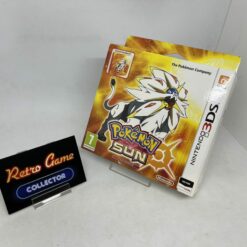 Retro Game
COLLECTOR
The Pokémon Company
POKÉMON
SUN
7
NINTENDO 3DS